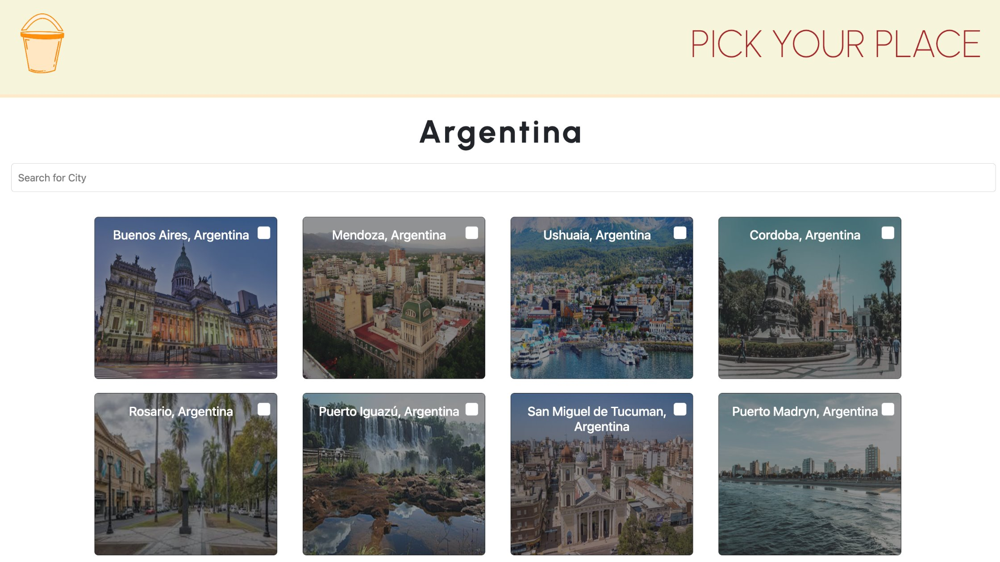 PICK YOUR PLACE
Argentina
Search for City
Buenos Aires, Argentina
Mendoza, Argentina
Ushuaia, Argentina
Cordoba, Argentina
Rosario, Argentina
Puerto Iguazú, Argentina
San Miguel de Tucuman,
Argentina
Puerto Madryn, Argentina